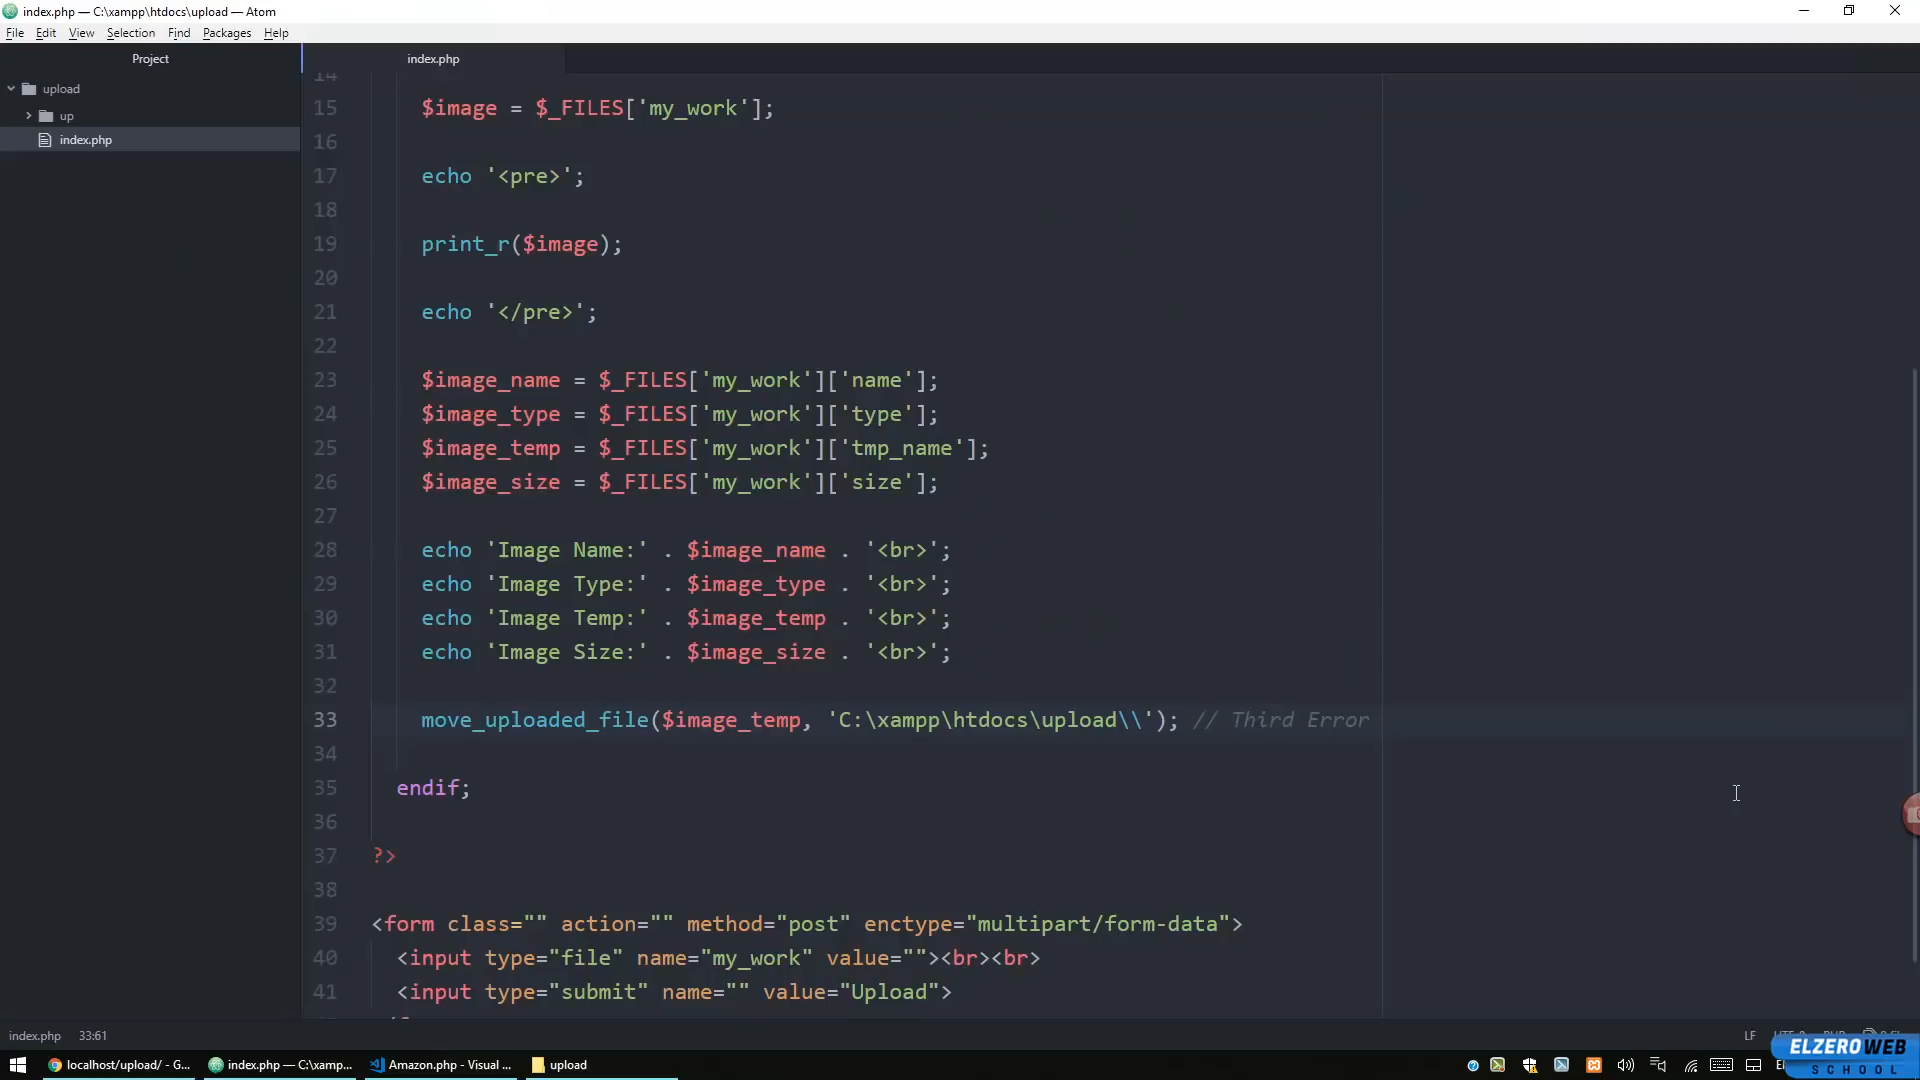 index.php — C:\xampp\htdocs\upload — Atom
File Edit View Selection Find Packages Help
Project
index.php
upload
up
index.php
14
15 $image = $_FILES['my_work'];
16
17 echo '<pre>';
18
19 print_r($image);
20
21 echo '</pre>';
22
23 $image_name = $_FILES['my_work']['name'];
24 $image_type = $_FILES['my_work']['type'];
25 $image_temp = $_FILES['my_work']['tmp_name'];
26 $image_size = $_FILES['my_work']['size'];
27
28 echo 'Image Name:' . $image_name . '<br>';
29 echo 'Image Type:' . $image_type . '<br>';
30 echo 'Image Temp:' . $image_temp . '<br>';
31 echo 'Image Size:' . $image_size . '<br>';
32
33 move_uploaded_file($image_temp, 'C:\xampp\htdocs\upload\\'); // Third Error
34
35 endif;
36
37 ?>
38
39 <form class="" action="" method="post" enctype="multipart/form-data">
40 <input type="file" name="my_work" value=""><br><br>
41 <input type="submit" name="" value="Upload">
index.php 33:61 LF
localhost/upload/ - G... index.php — C:\xamp... Amazon.php - Visual ... upload
ELZEROWEB
SCHOOL